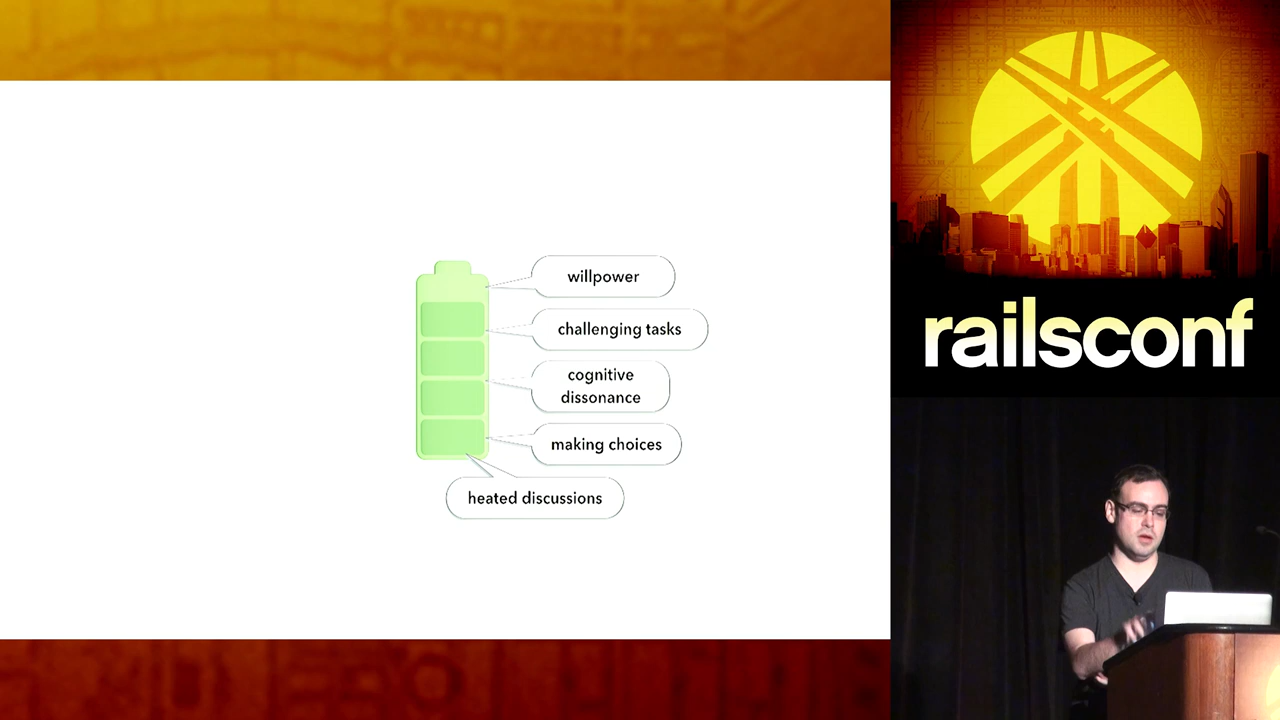 willpower
challenging tasks
cognitive
dissonance
making choices
heated discussions
railsconf